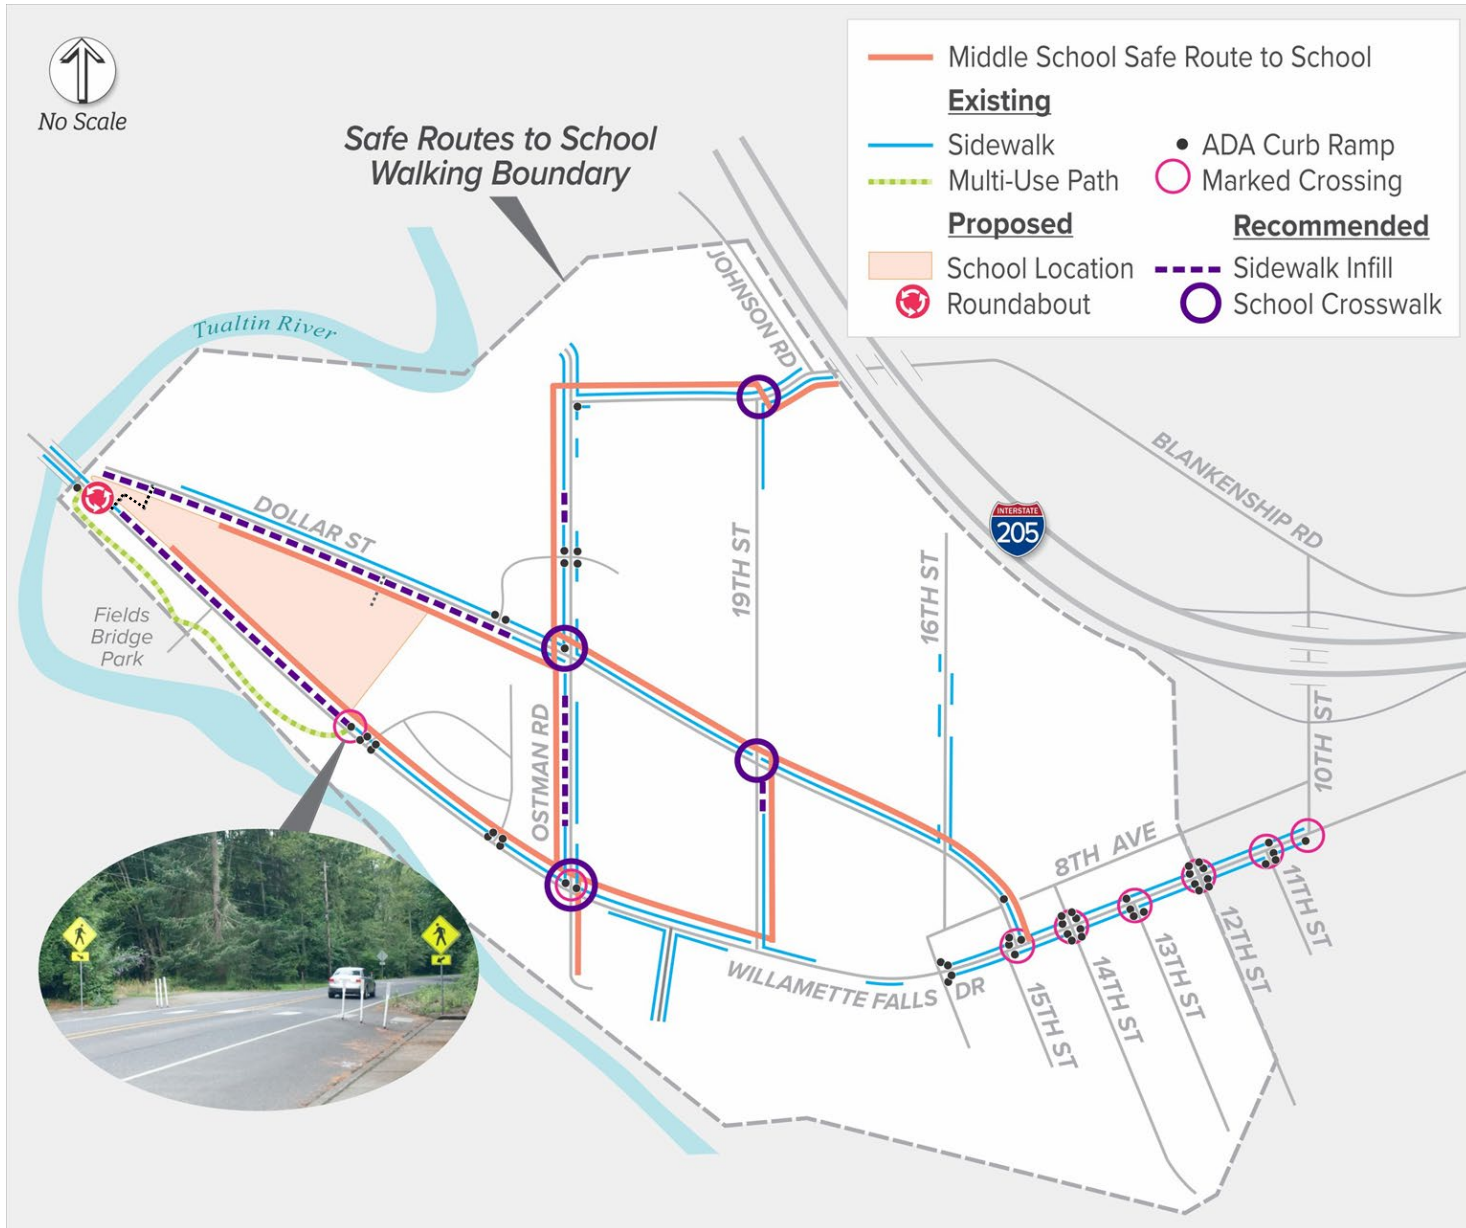 No Scale
Safe Routes to School
Walking Boundary
Middle School Safe Route to School
Existing
Sidewalk
ADA Curb Ramp
Multi-Use Path
Marked Crossing
Proposed
Recommended
School Location
Sidewalk Infill
Roundabout
School Crosswalk
Tualtin River
JOHNSON RD
BLANKENSHIP RD
INTERSTATE
205
DOLLAR ST
19TH ST
16TH ST
Fields
Bridge
Park
OSTMAN RD
10TH ST
8TH AVE
11TH ST
12TH ST
13TH ST
14TH ST
15TH ST
WILLAMETTE FALLS DR